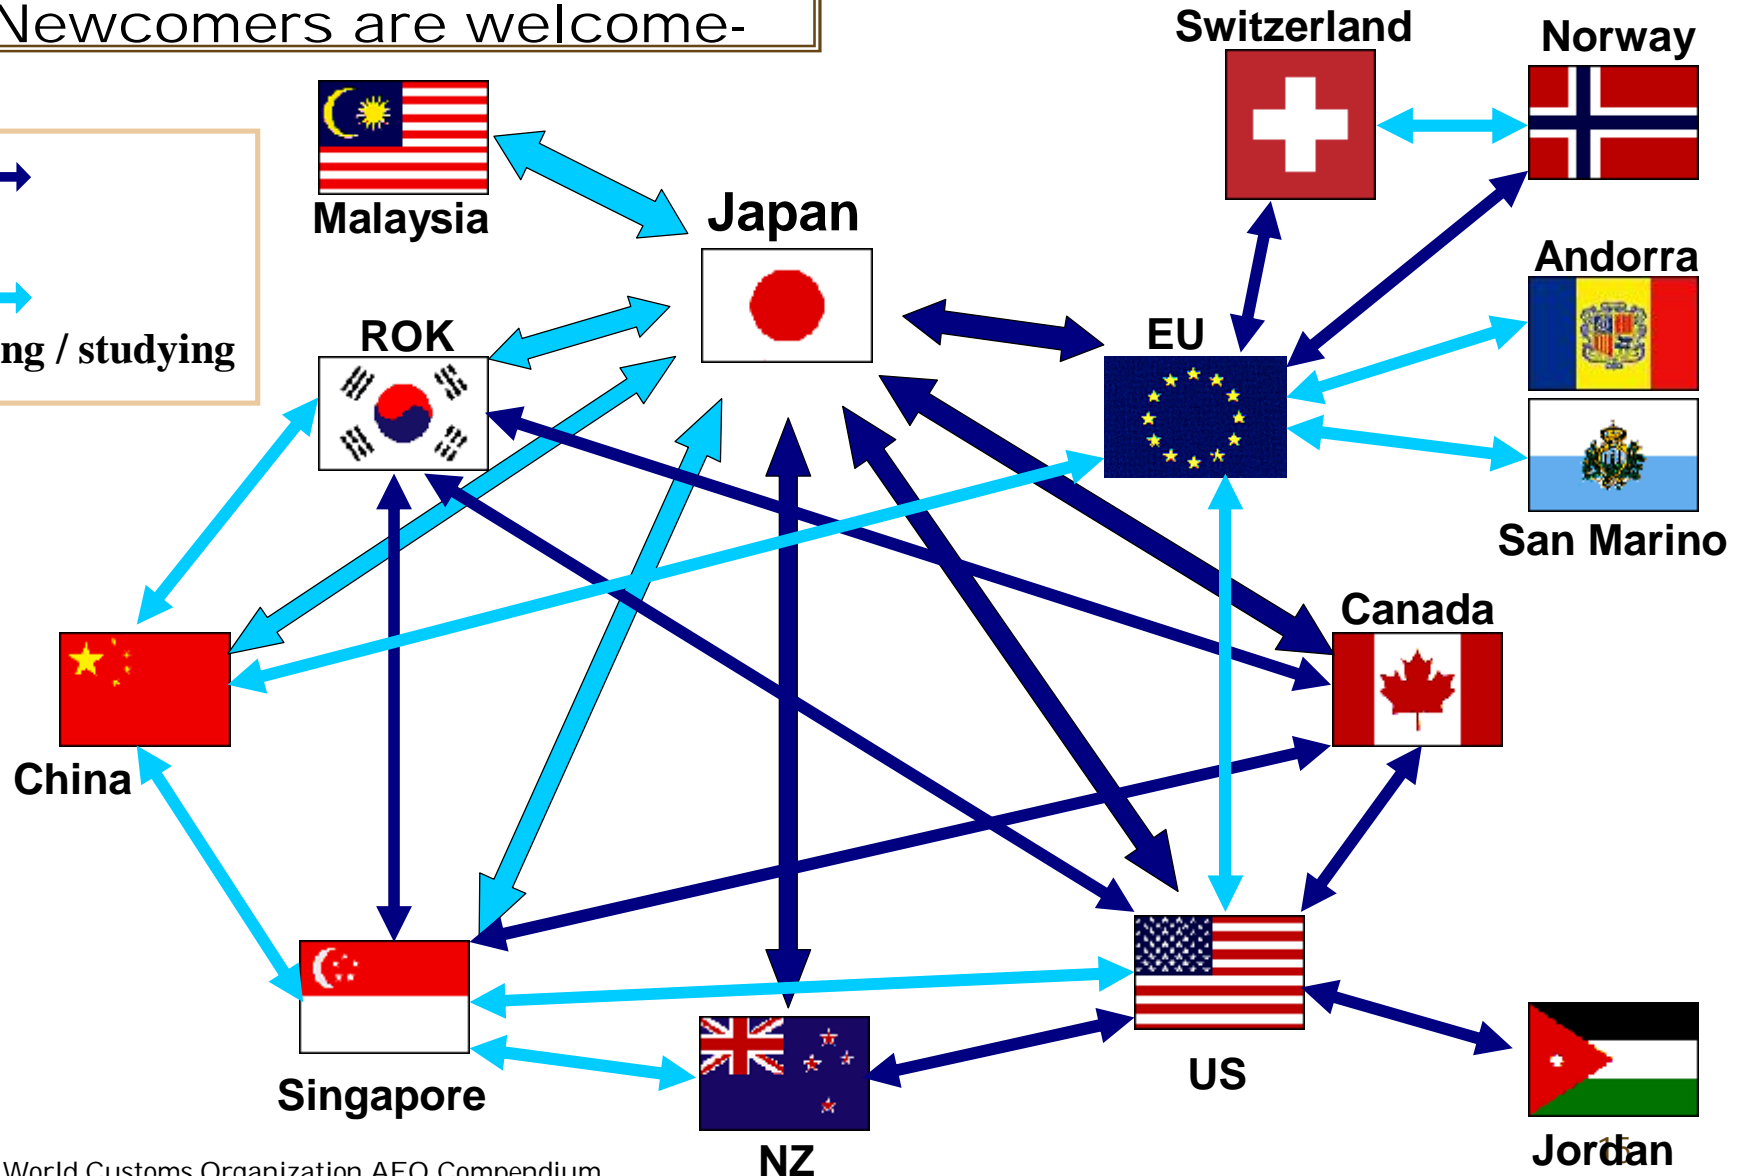 Newcomers are welcome-
Switzerland
Norway
Malaysia
Japan
Andorra
ng / studying
ROK
EU
San Marino
Canada
China
US
Singapore
NZ
Jordan
World Customs Organization AEO Compendium